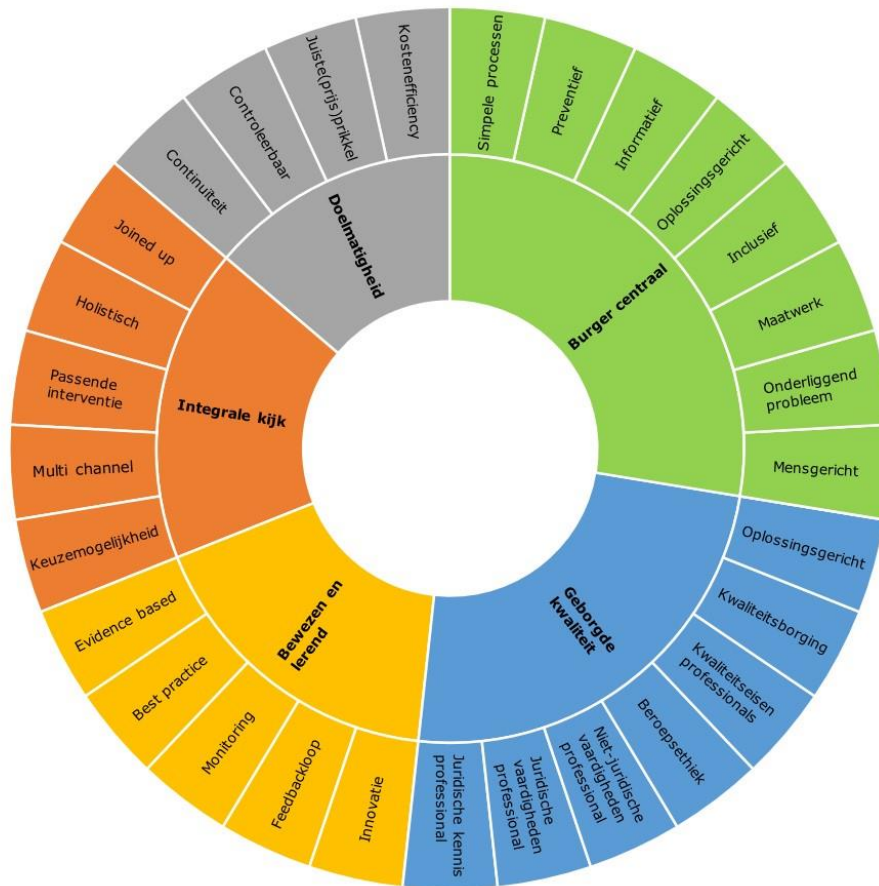 Burger centraal
Simpele processen
Preventief
Informatief
Oplossingsgericht
Inclusief
Maatwerk
Onderliggend
probleem
Mensgericht
Geborgde
kwaliteit
Oplossingsgericht
Kwaliteitsborging
Kwaliteitseisen
professionals
Beroepsethiek
Niet-juridische
vaardigheden
professional
Juridische
vaardigheden
professional
Juridische kennis
professional
Bewezen en
lerend
Innovatie
Feedbackloop
Monitoring
Best practice
Evidence based
Integrale kijk
Keuzemogelijkheid
Multi channel
Passende
interventie
Holistisch
Joined up
Doelmatigheid
Continuïteit
Controleerbaar
Juiste(prijs)prikkel
Kostenefficiency